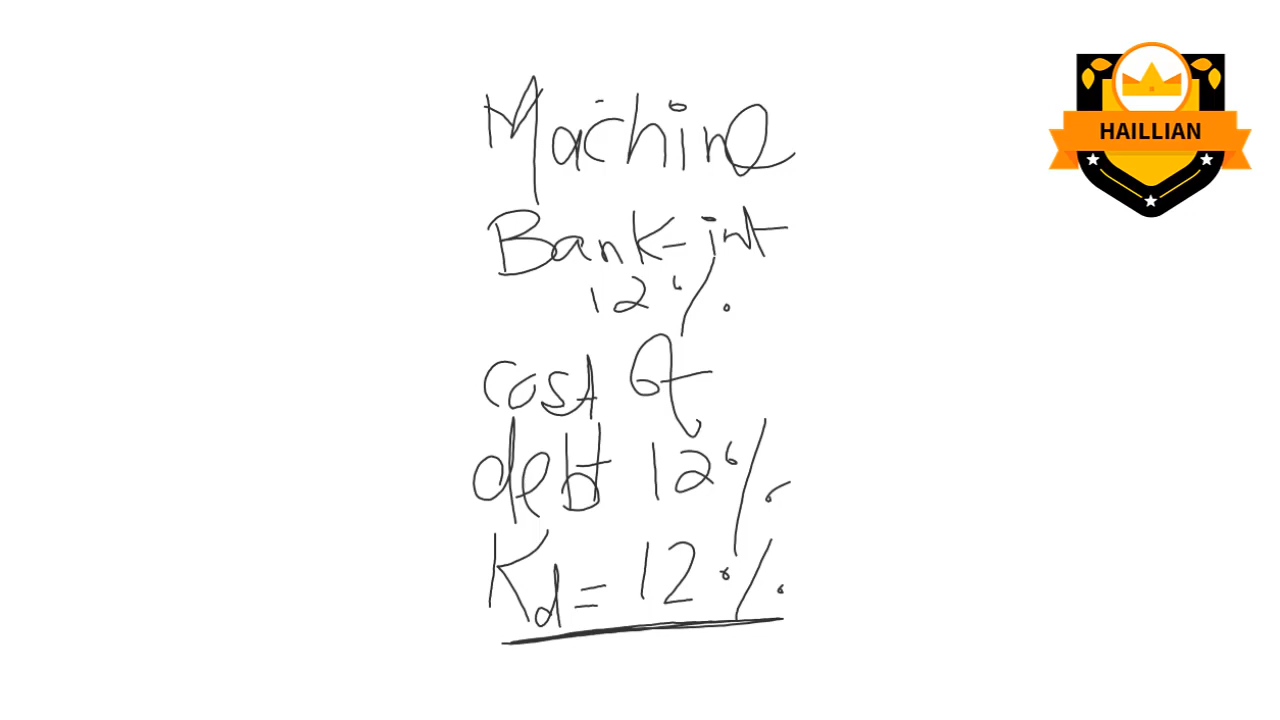 Machine
Bank-int
12%
cost of
debt 12%
Kd = 12%
HAILLIAN